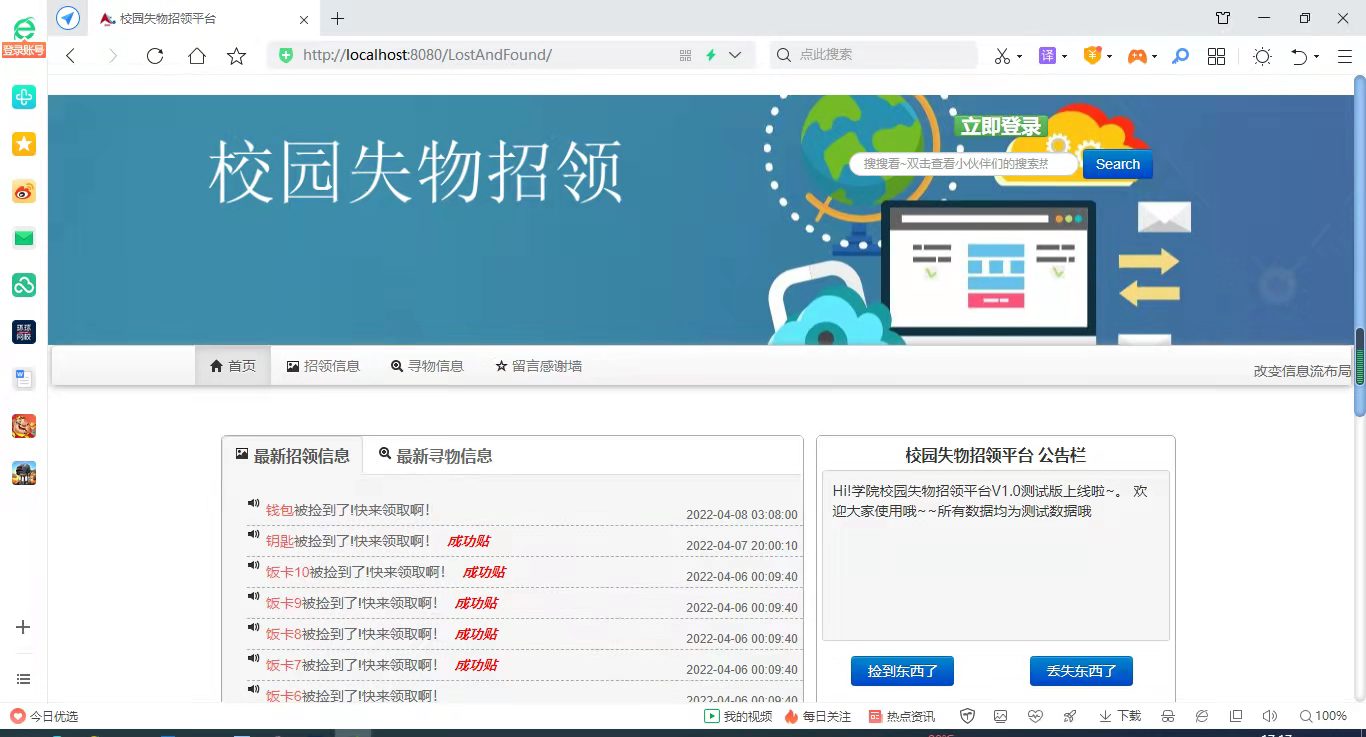 校园失物招领平台
登录账号
http://localhost:8080/LostAndFound/
点此搜索
译
校园失物招领
立即登录
搜搜看~双击查看小伙伴们的搜索热
Search
首页 招领信息 寻物信息 留言感谢墙
改变信息流布局
最新招领信息 最新寻物信息
钱包被捡到了!快来领取啊! 2022-04-08 03:08:00
钥匙被捡到了!快来领取啊! 成功贴 2022-04-07 20:00:10
饭卡10被捡到了!快来领取啊! 成功贴 2022-04-06 00:09:40
饭卡9被捡到了!快来领取啊! 成功贴 2022-04-06 00:09:40
饭卡8被捡到了!快来领取啊! 成功贴 2022-04-06 00:09:40
饭卡7被捡到了!快来领取啊! 成功贴 2022-04-06 00:09:40
饭卡6被捡到了!快来领取啊! 2022-04-06 00:09:40
校园失物招领平台 公告栏
Hi!学院校园失物招领平台V1.0测试版上线啦~。 欢
迎大家使用哦~~所有数据均为测试数据哦
捡到东西了 丢失东西了
今日优选
我的视频 每日关注 热点资讯 下载 100%